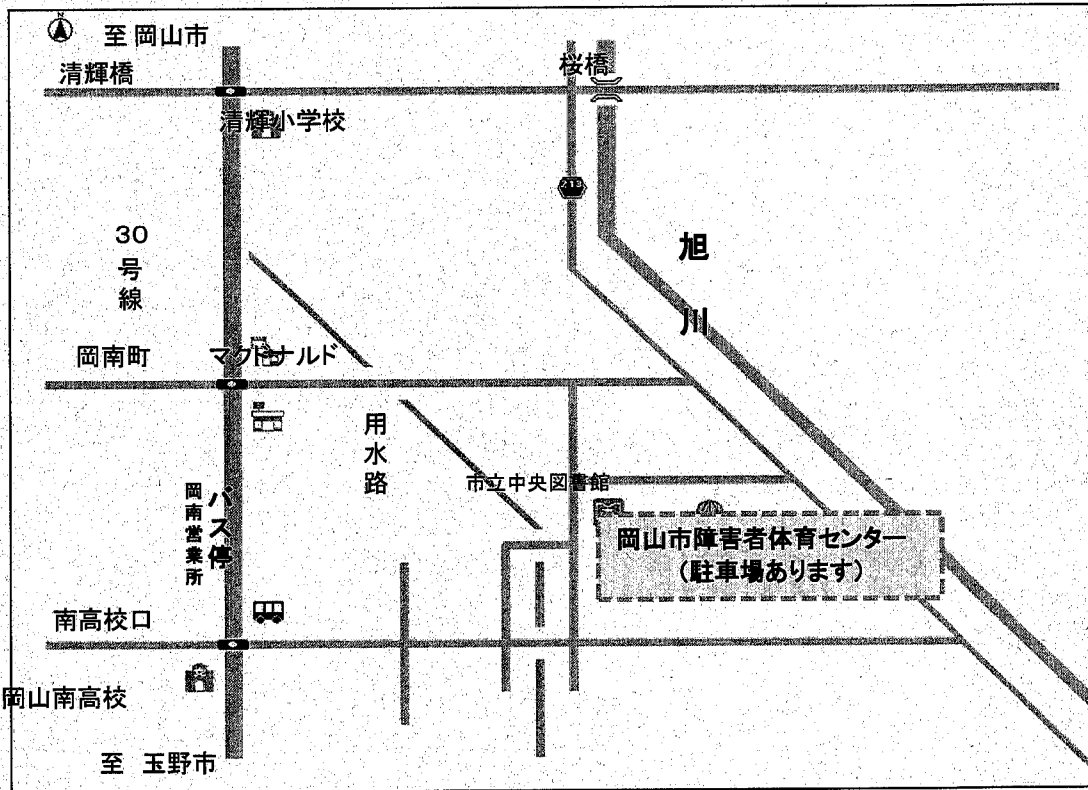 N
至 岡山市
清輝橋
桜橋
清輝小学校
213
30号線
旭川
岡南町
マクドナルド
用水路
市立中央図書館
バス停
岡南営業所
岡山市障害者体育センター
(駐車場あります)
南高校口
岡山南高校
至 玉野市